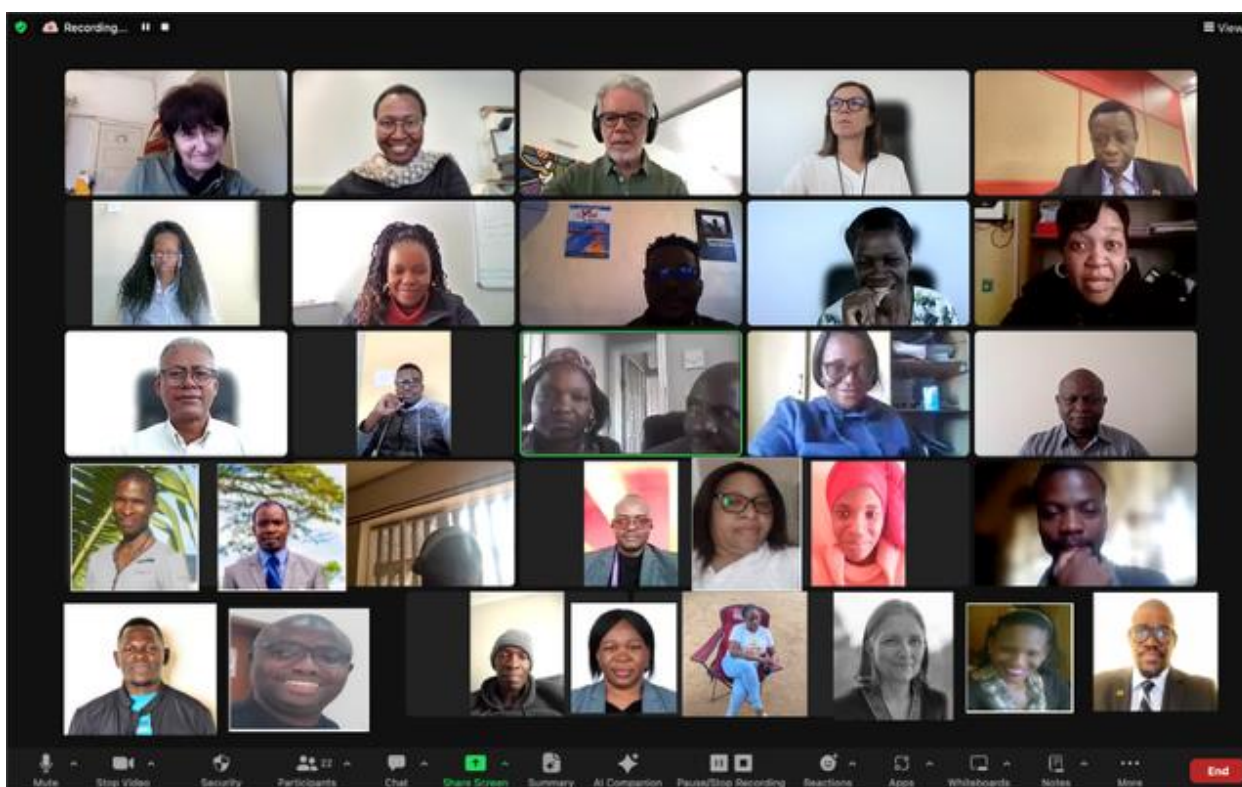 Recording...
View
Mute
Stop Video
Security
Participants
22
Chat
Share Screen
Summary
AI Companion
Pause/Stop Recording
Reactions
Apps
Whiteboards
Notes
More
End